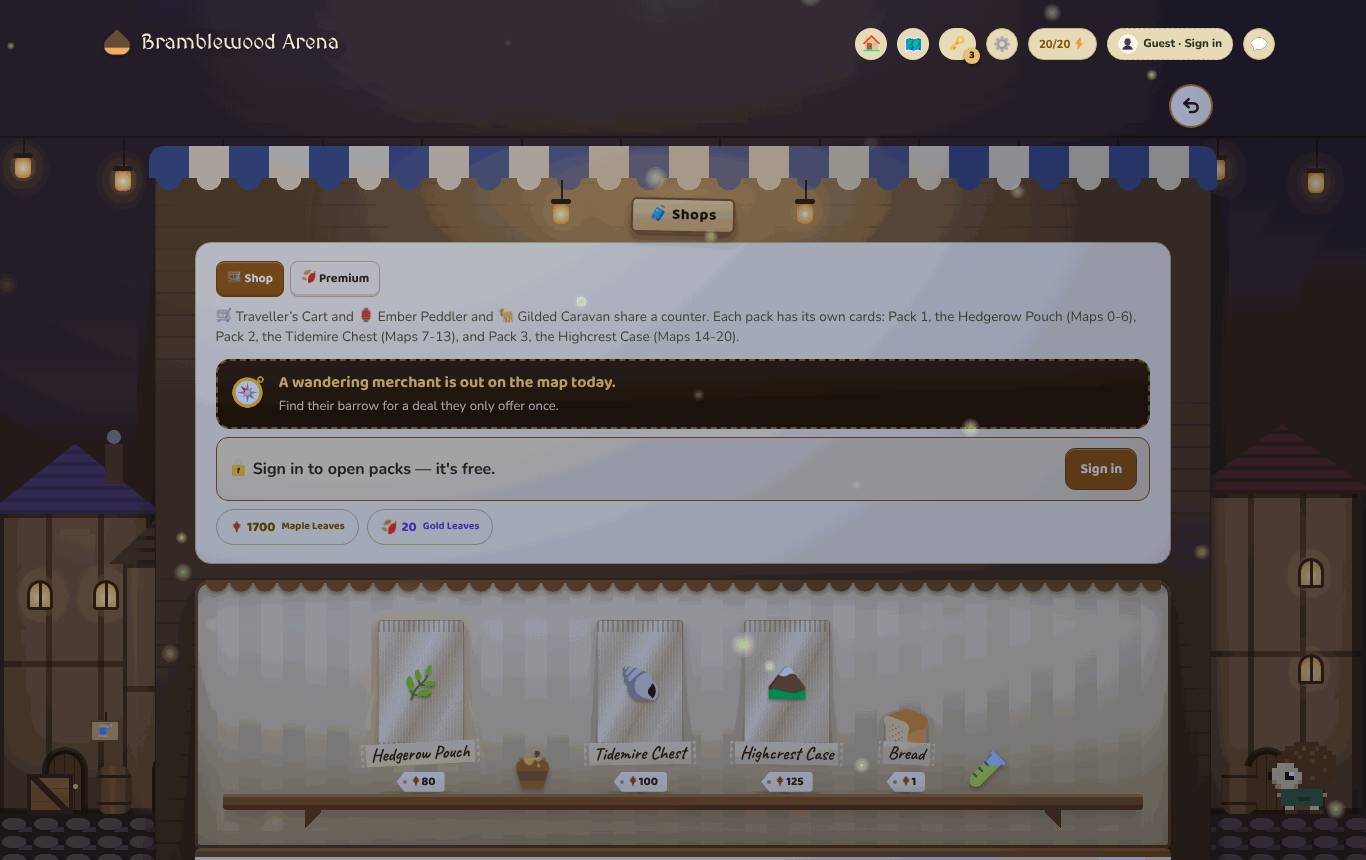 Bramblewood Arena
3
20/20
Guest · Sign in
Shops
Shop
Premium
Traveller's Cart and Ember Peddler and Gilded Caravan share a counter. Each pack has its own cards: Pack 1, the Hedgerow Pouch (Maps 0-6),
Pack 2, the Tidemire Chest (Maps 7-13), and Pack 3, the Highcrest Case (Maps 14-20).
A wandering merchant is out on the map today.
Find their barrow for a deal they only offer once.
Sign in to open packs — it's free.
Sign in
1700 Maple Leaves
20 Gold Leaves
Hedgerow Pouch
Tidemire Chest
Highcrest Case
Bread
80
100
125
1